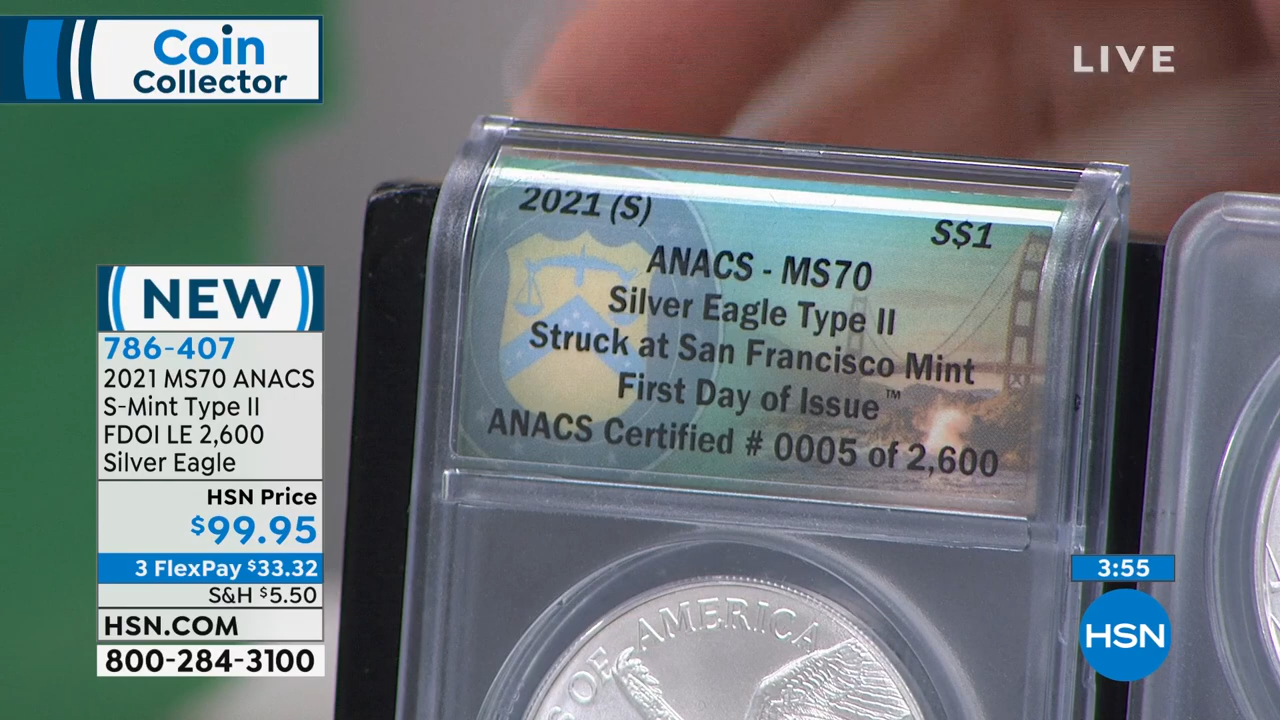 Coin
Collector
LIVE
NEW
786-407
2021 MS70 ANACS
S-Mint Type II
FDOI LE 2,600
Silver Eagle
HSN Price
$99.95
3 FlexPay $33.32
S&H $5.50
HSN.COM
800-284-3100
2021 (S)
S$1
ANACS - MS70
Silver Eagle Type II
Struck at San Francisco Mint
First Day of Issue™
ANACS Certified # 0005 of 2,600
OF AMERICA
3:55
HSN